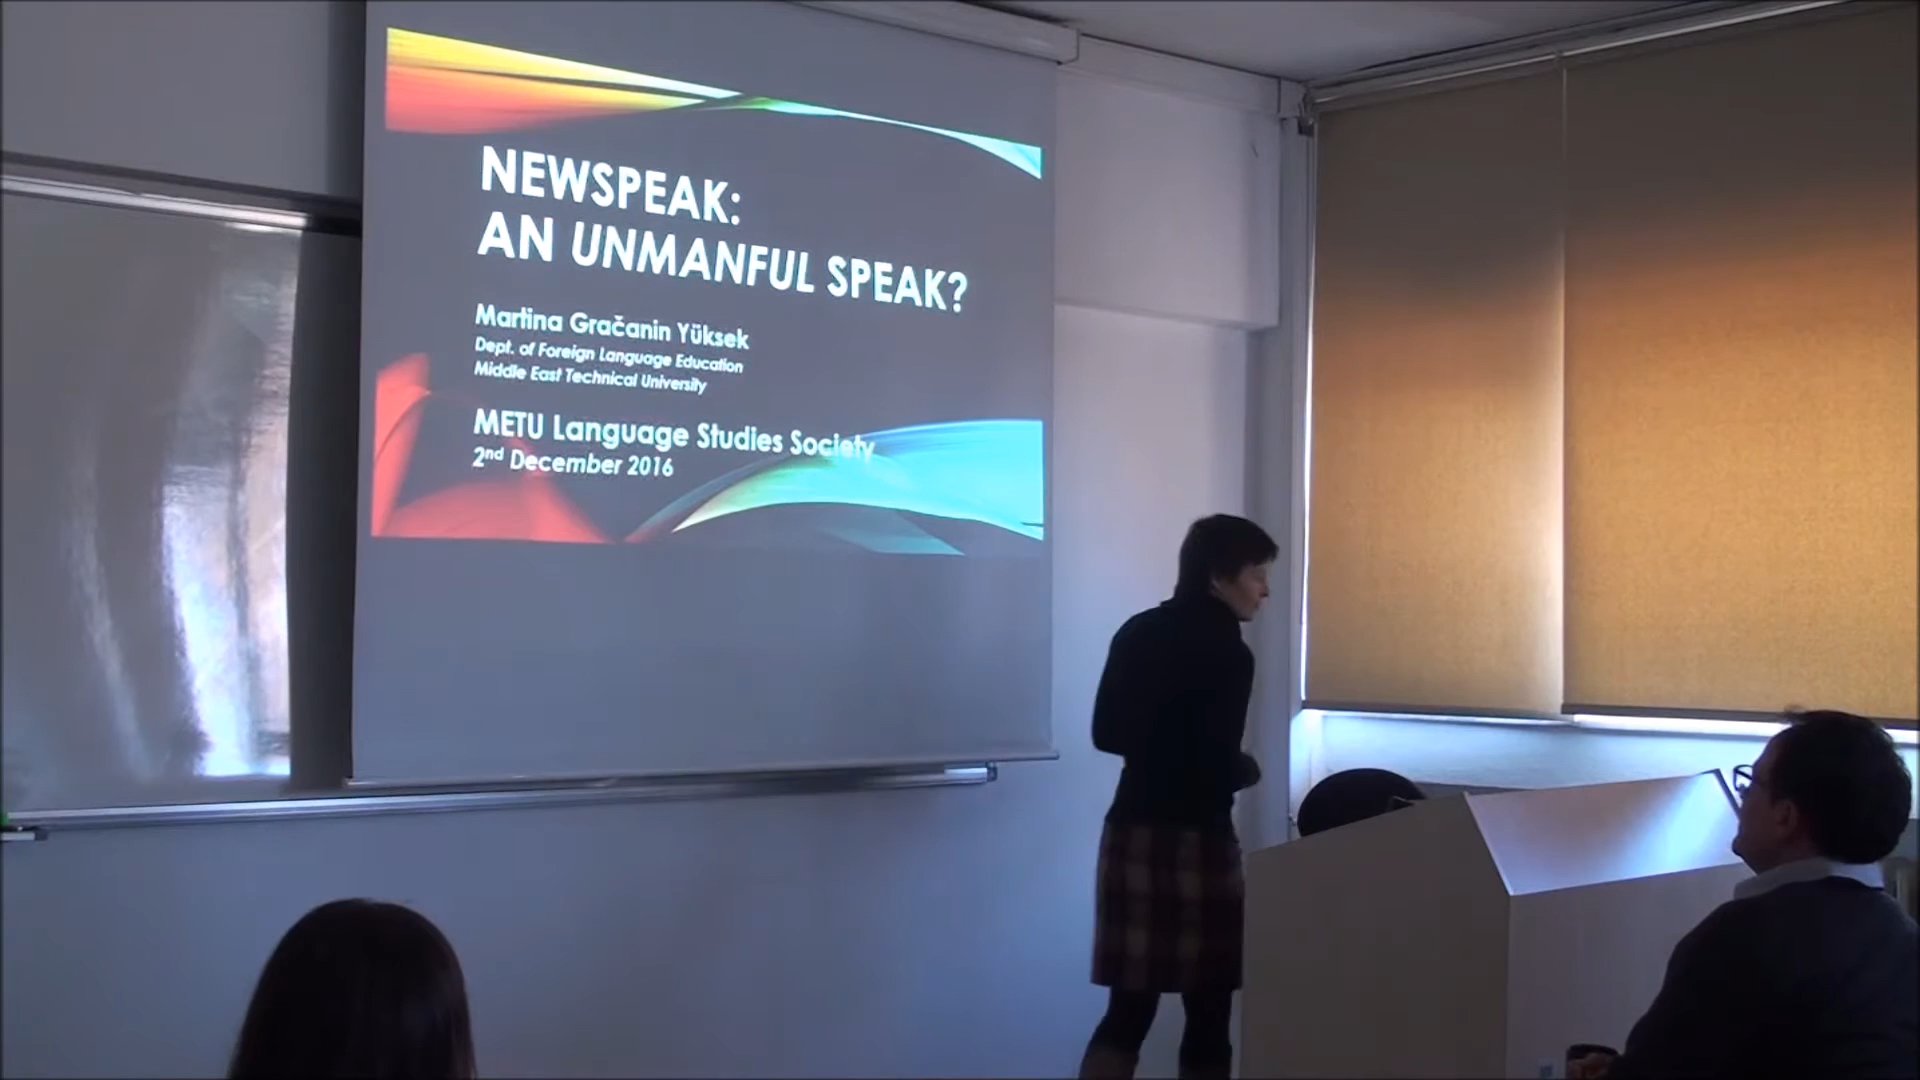 NEWSPEAK:
AN UNMANFUL SPEAK?
Martina Gračanin Yüksek
Dept. of Foreign Language Education
Middle East Technical University
METU Language Studies Society
2nd December 2016